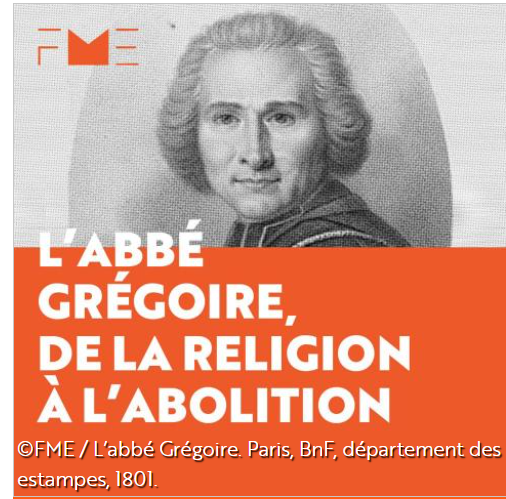 FME
L'ABBÉ
GRÉGOIRE,
DE LA RELIGION
À L'ABOLITION
©FME / L'abbé Grégoire. Paris, BnF, département des
estampes, 1801.